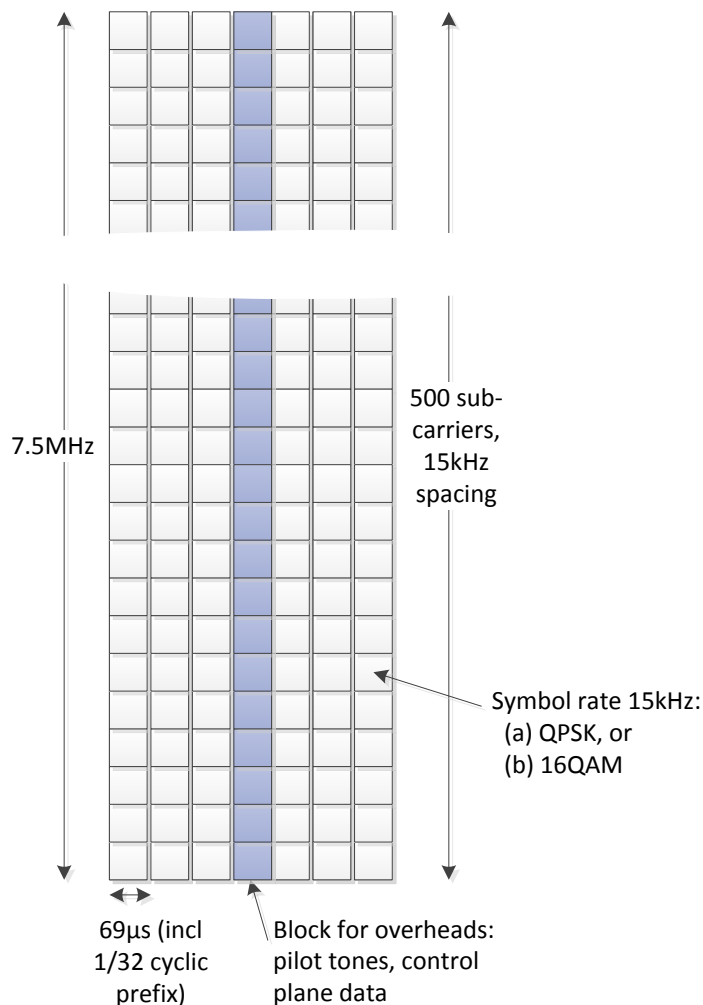 7.5MHz
500 sub-
carriers,
15kHz
spacing
Symbol rate 15kHz:
(a) QPSK, or
(b) 16QAM
69µs (incl
1/32 cyclic
prefix)
Block for overheads:
pilot tones, control
plane data